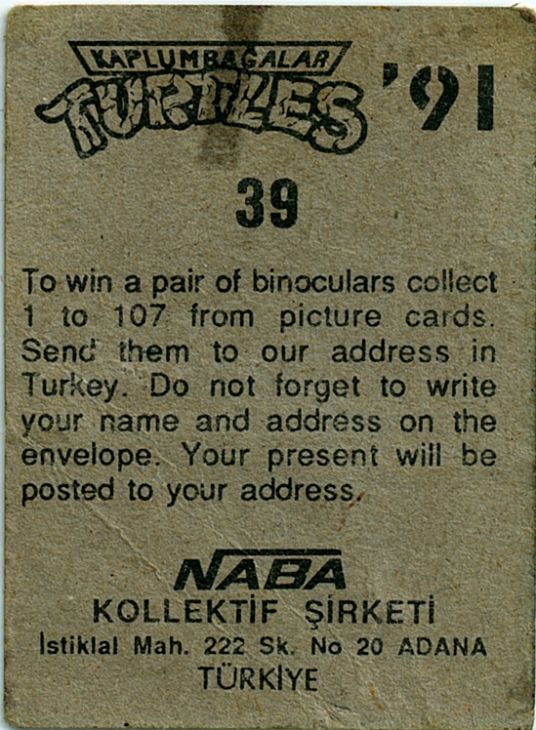 KAPLUMBAĞALAR
TURTLES '91
39
To win a pair of binoculars collect
1 to 107 from picture cards.
Send them to our address in
Turkey. Do not forget to write
your name and address on the
envelope. Your present will be
posted to your address.
NABA
KOLLEKTİF ŞİRKETİ
İstiklal Mah. 222 Sk. No 20 ADANA
TÜRKİYE